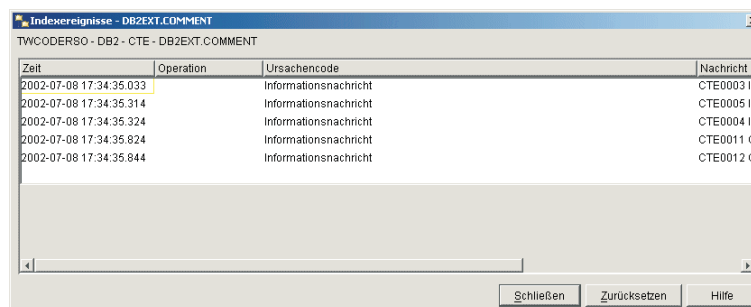 Indexereignisse - DB2EXT.COMMENT
TWCODERSO - DB2 - CTE - DB2EXT.COMMENT
Zeit Operation Ursachencode Nachricht
2002-07-08 17:34:35.033 Informationsnachricht CTE0003 I
2002-07-08 17:34:35.314 Informationsnachricht CTE0005 I
2002-07-08 17:34:35.324 Informationsnachricht CTE0004 I
2002-07-08 17:34:35.824 Informationsnachricht CTE0011
2002-07-08 17:34:35.844 Informationsnachricht CTE0012
Schließen Zurücksetzen Hilfe